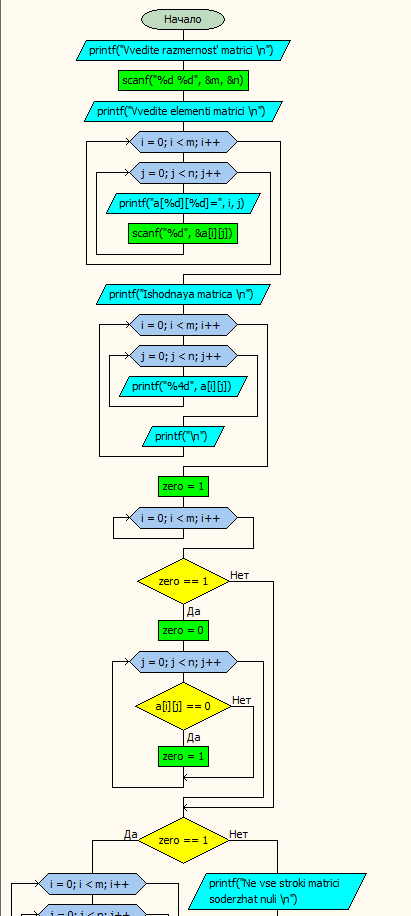 Начало
printf("Vvedite razmernost' matrici \n")
scanf("%d %d", &m, &n)
printf("Vvedite elementi matrici \n")
i = 0; i < m; i++
j = 0; j < n; j++
printf("a[%d][%d]=", i, j)
scanf("%d", &a[i][j])
printf("Ishodnaya matrica \n")
i = 0; i < m; i++
j = 0; j < n; j++
printf("%4d", a[i][j])
printf("\n")
zero = 1
i = 0; i < m; i++
zero == 1
Нет
Да
zero = 0
j = 0; j < n; j++
a[i][j] == 0
Нет
Да
zero = 1
Да
zero == 1
Нет
i = 0; i < m; i++
printf("Ne vse stroki matrici
soderzhat nuli \n")
j = 0; j < n; j++